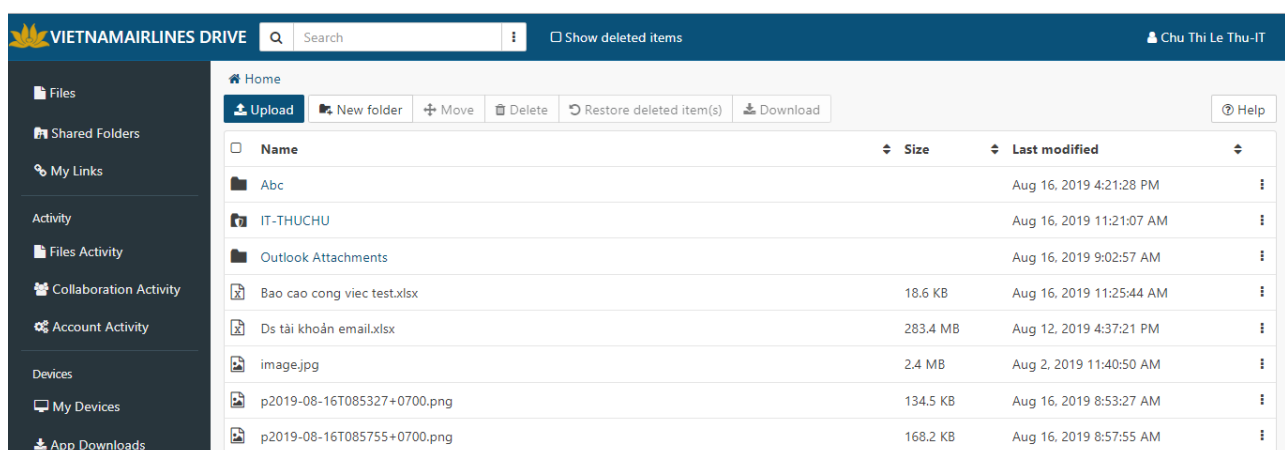 VIETNAMAIRLINES DRIVE Search Show deleted items Chu Thi Le Thu-IT
Files
Shared Folders
My Links
Activity
Files Activity
Collaboration Activity
Account Activity
Devices
My Devices
App Downloads
Home
Upload New folder Move Delete Restore deleted item(s) Download Help
Name Size Last modified
Abc Aug 16, 2019 4:21:28 PM
IT-THUCHU Aug 16, 2019 11:21:07 AM
Outlook Attachments Aug 16, 2019 9:02:57 AM
Bao cao cong viec test.xlsx 18.6 KB Aug 16, 2019 11:25:44 AM
Ds tài khoản email.xlsx 283.4 MB Aug 12, 2019 4:37:21 PM
image.jpg 2.4 MB Aug 2, 2019 11:40:50 AM
p2019-08-16T085327+0700.png 134.5 KB Aug 16, 2019 8:53:27 AM
p2019-08-16T085755+0700.png 168.2 KB Aug 16, 2019 8:57:55 AM